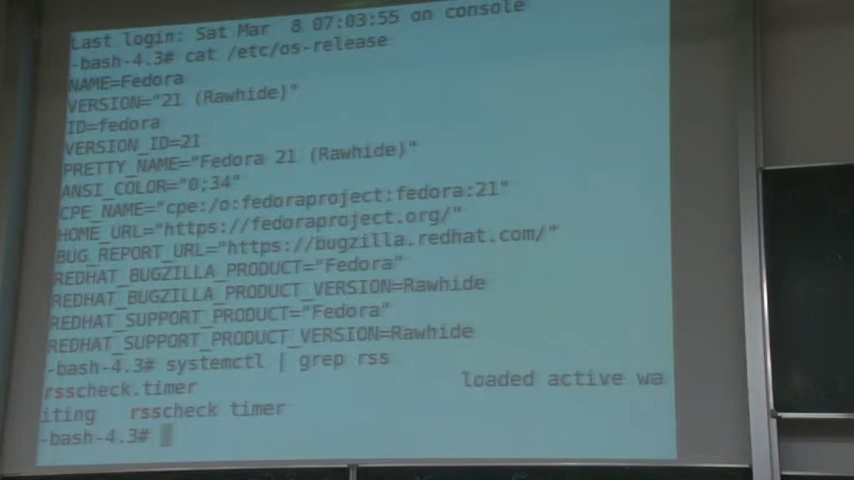 Last login: Sat Mar  8 07:03:55 on console
-bash-4.3# cat /etc/os-release
NAME=Fedora
VERSION="21 (Rawhide)"
ID=fedora
VERSION_ID=21
PRETTY_NAME="Fedora 21 (Rawhide)"
ANSI_COLOR="0;34"
CPE_NAME="cpe:/o:fedoraproject:fedora:21"
HOME_URL="https://fedoraproject.org/"
BUG_REPORT_URL="https://bugzilla.redhat.com/"
REDHAT_BUGZILLA_PRODUCT="Fedora"
REDHAT_BUGZILLA_PRODUCT_VERSION=Rawhide
REDHAT_SUPPORT_PRODUCT="Fedora"
REDHAT_SUPPORT_PRODUCT_VERSION=Rawhide
-bash-4.3# systemctl | grep rss
rsscheck.timer loaded active wa
iting   rsscheck timer
-bash-4.3#